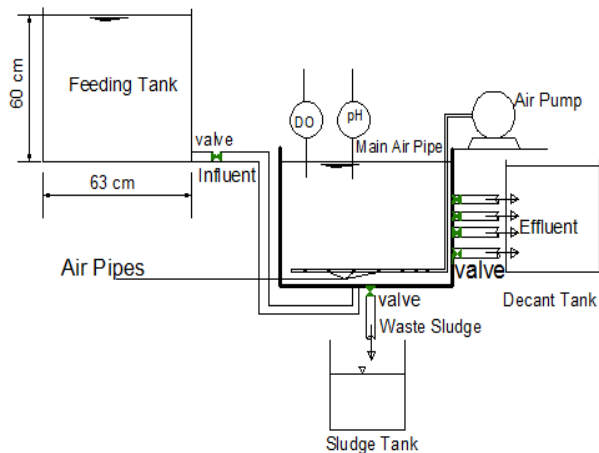 60 cm
Feeding Tank
63 cm
valve
Influent
DO
pH
Main Air Pipe
Air Pump
Effluent
valve
Decant Tank
Air Pipes
valve
Waste Sludge
Sludge Tank